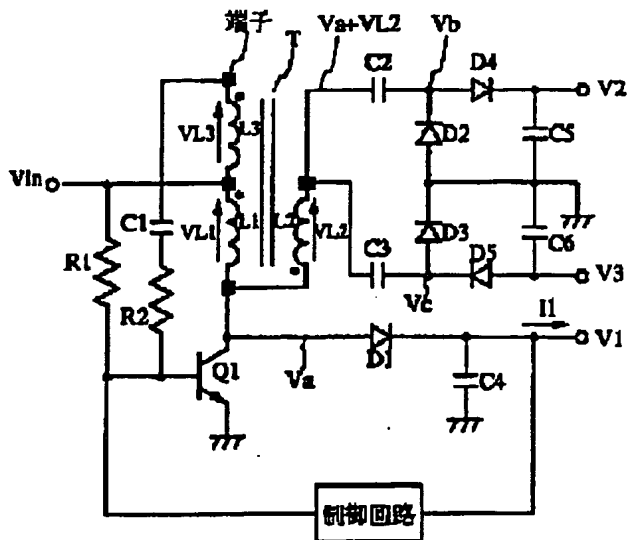 端子 T Va+VL2 Vb
C2 D4
V2
VL3 L3 D2 C5
Vin
C1 VL1 L1 L2 VL2 D3 C6
R1 C3 D5
V3
R2 Vc I1
V1
Q1 Va D1 C4
制御回路